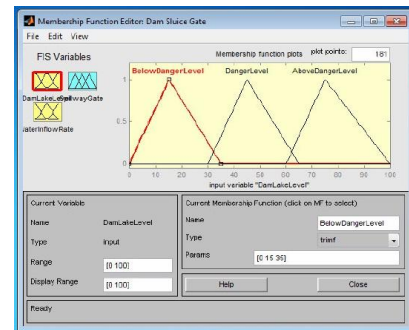 Membership Function Editor: Dam Sluice Gate
File Edit View
FIS Variables
Membership function plots
plot points:
181
DamLakeLevel
SpillwayGate
WaterInflowRate
BelowDangerLevel
DangerLevel
AboveDangerLevel
1
0.5
0
0 10 20 30 40 50 60 70 80 90 100
input variable "DamLakeLevel"
Current Variable
Name DamLakeLevel
Type input
Range [0 100]
Display Range [0 100]
Current Membership Function (click on MF to select)
Name BelowDangerLevel
Type trimf
Params [0 15 35]
Help
Close
Ready